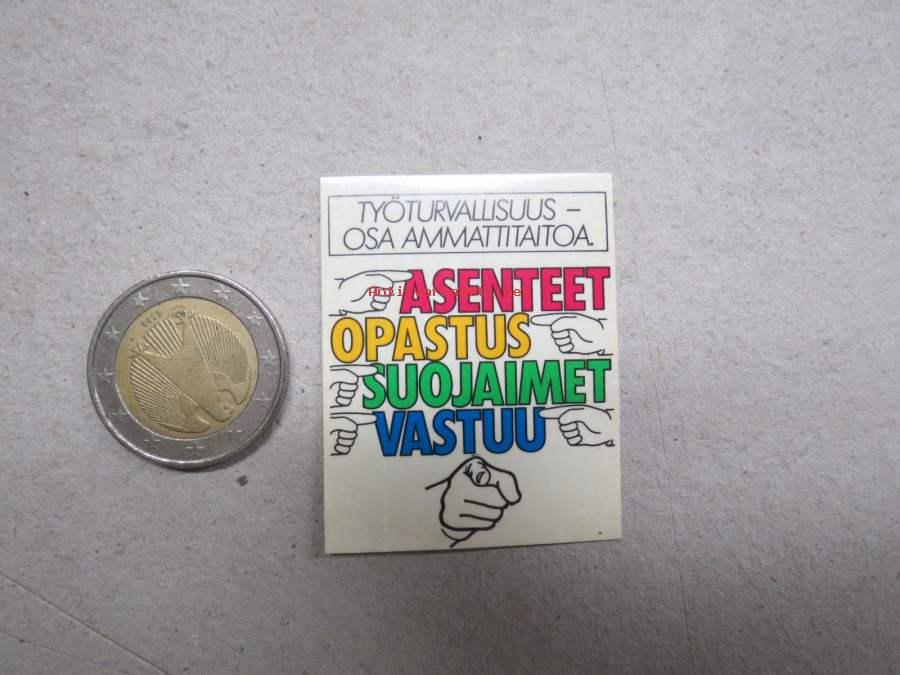 TYÖTURVALLISUUS –
OSA AMMATTITAITOA.
ASENTEET
OPASTUS
SUOJAIMET
VASTUU